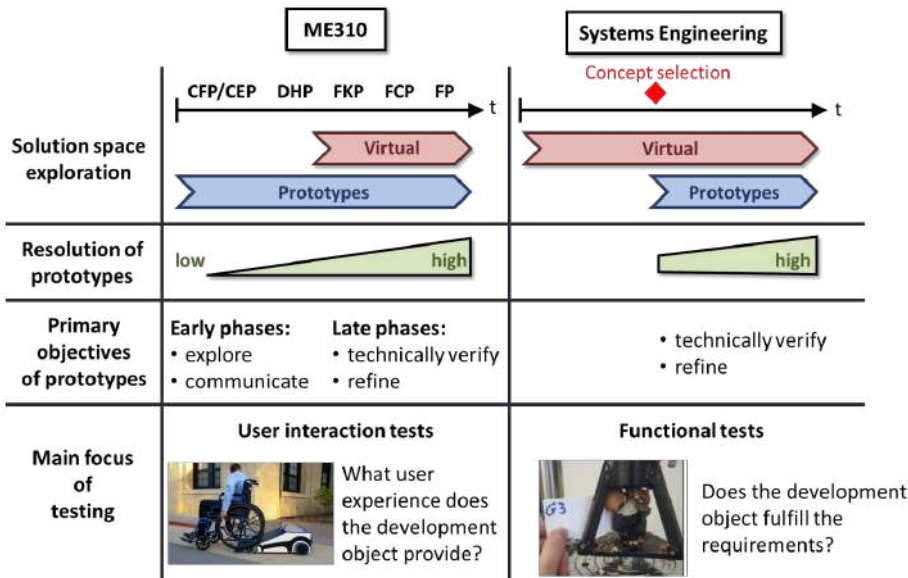 ME310
Systems Engineering
Concept selection
CFP/CEP DHP FKP FCP FP
t
t
Solution space
exploration
Virtual
Prototypes
Virtual
Prototypes
Resolution of
prototypes
low
high
high
Primary
objectives
of prototypes
Early phases:
• explore
• communicate
Late phases:
• technically verify
• refine
• technically verify
• refine
Main focus
of
testing
User interaction tests
What user
experience does
the development
object provide?
Functional tests
G3
Does the development
object fulfill the
requirements?